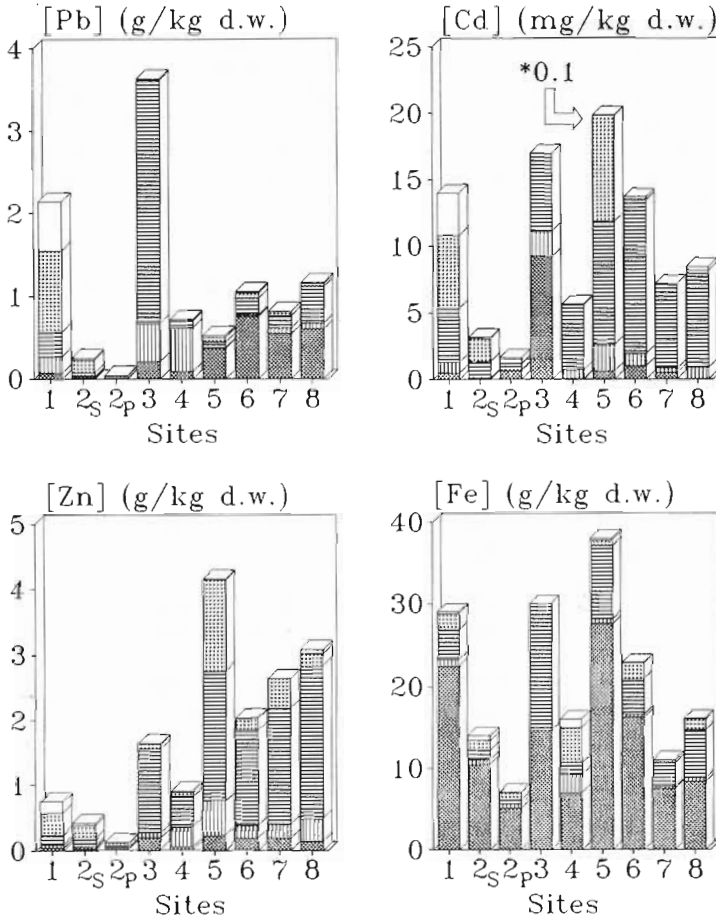 [Pb] (g/kg d.w.)
4
3
2
1
0
1 2S 2P 3 4 5 6 7 8
Sites
[Cd] (mg/kg d.w.)
*0.1
25
20
15
10
5
0
1 2S 2P 3 4 5 6 7 8
Sites
[Zn] (g/kg d.w.)
5
4
3
2
1
0
1 2S 2P 3 4 5 6 7 8
Sites
[Fe] (g/kg d.w.)
40
30
20
10
0
1 2S 2P 3 4 5 6 7 8
Sites